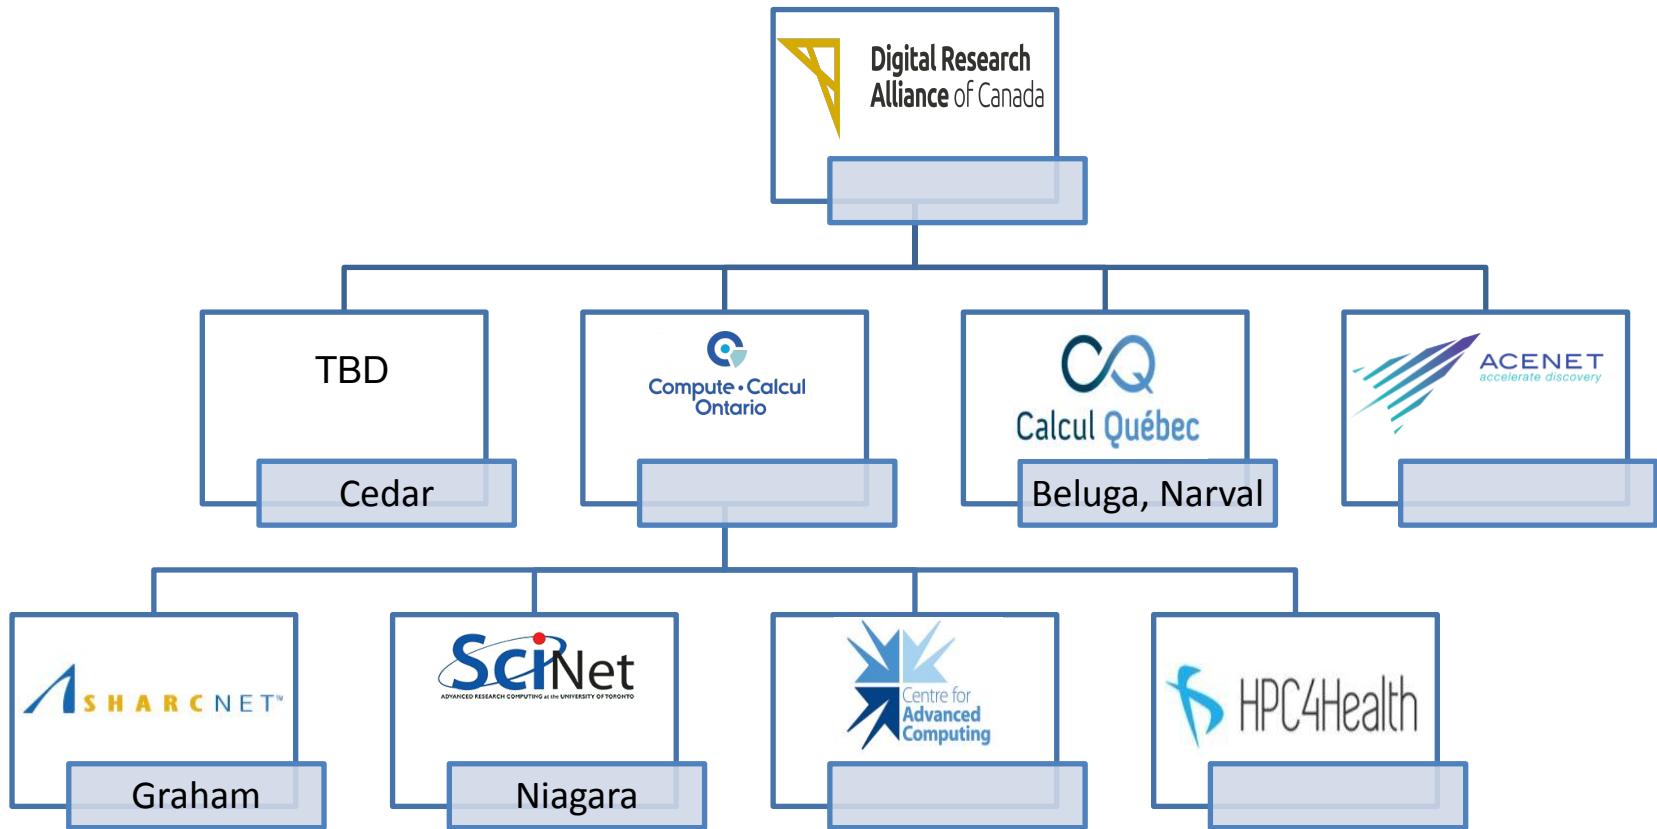 Digital Research
Alliance of Canada
TBD
Cedar
Compute • Calcul
Ontario
Calcul Québec
Beluga, Narval
ACENET
accelerate discovery
SHARCNET™
Graham
SciNet
ADVANCED RESEARCH COMPUTING at the UNIVERSITY OF TORONTO
Niagara
Centre for
Advanced
Computing
HPC4Health